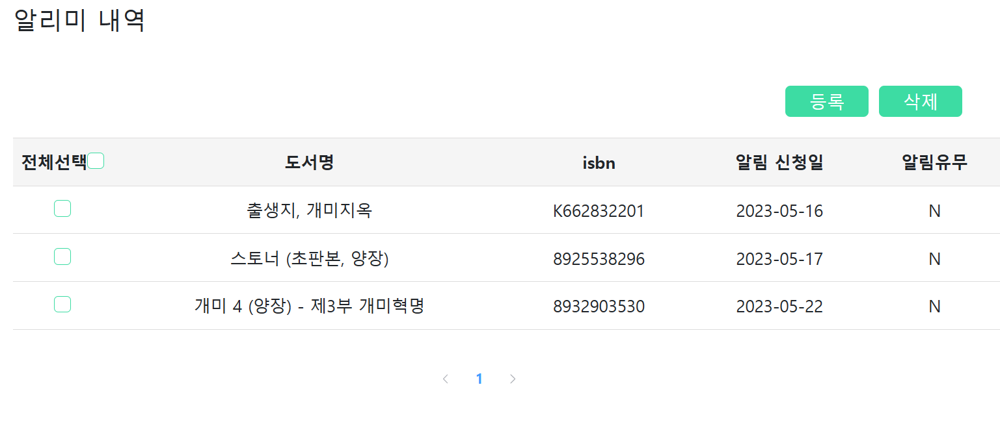 알리미 내역
등록 삭제
전체선택 도서명 isbn 알림 신청일 알림유무
출생지, 개미지옥 K662832201 2023-05-16 N
스토너 (초판본, 양장) 8925538296 2023-05-17 N
개미 4 (양장) - 제3부 개미혁명 8932903530 2023-05-22 N
< 1 >